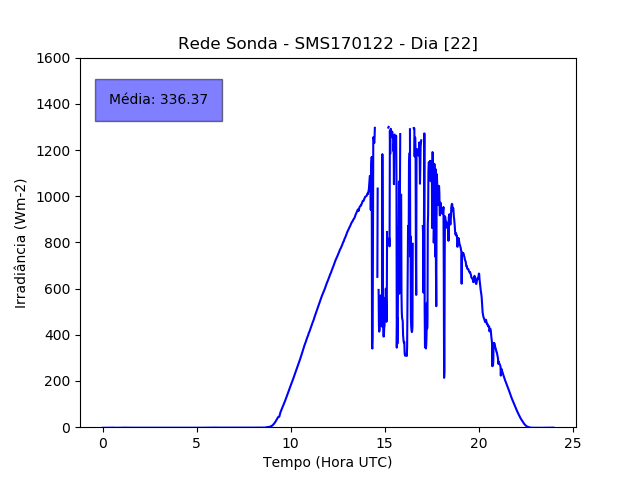 Rede Sonda - SMS170122 - Dia [22]
1600
1400
1200
1000
800
600
400
200
0
Média: 336.37
Irradiância (Wm-2)
0 5 10 15 20 25
Tempo (Hora UTC)